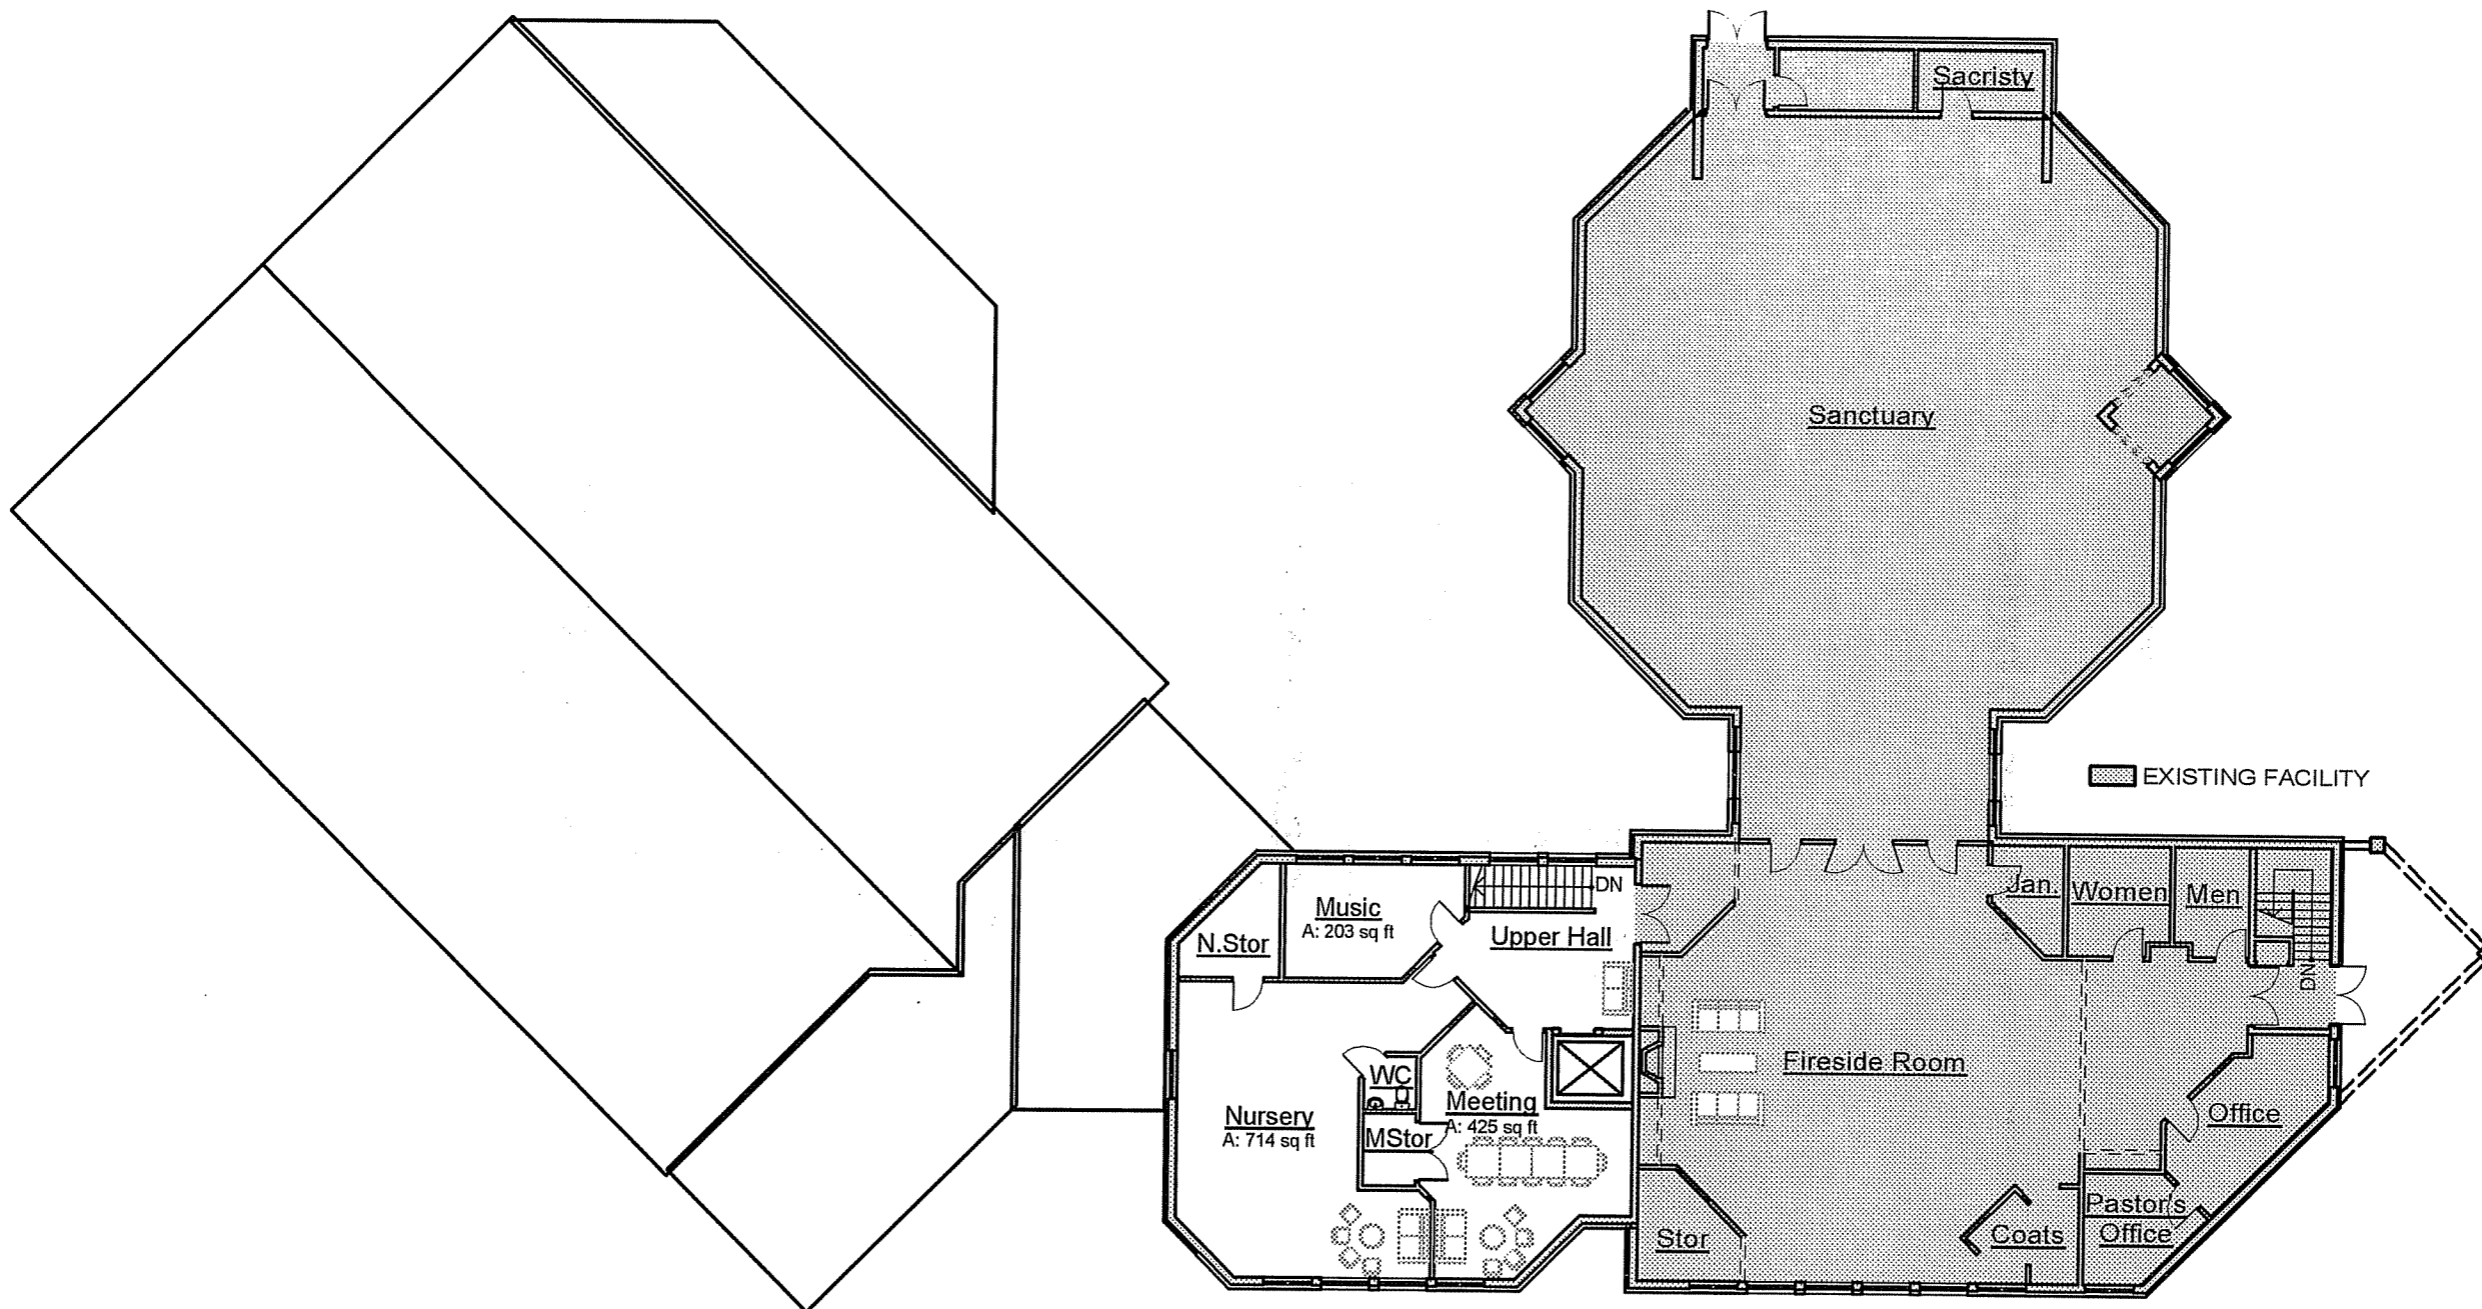 Sacristy
Sanctuary
EXISTING FACILITY
DN
Music
A: 203 sq ft
N.Stor
Upper Hall
Jan.
Women
Men
DN
Fireside Room
WC
Meeting
A: 425 sq ft
Nursery
A: 714 sq ft
MStor
Office
Pastor's
Office
Stor
Coats